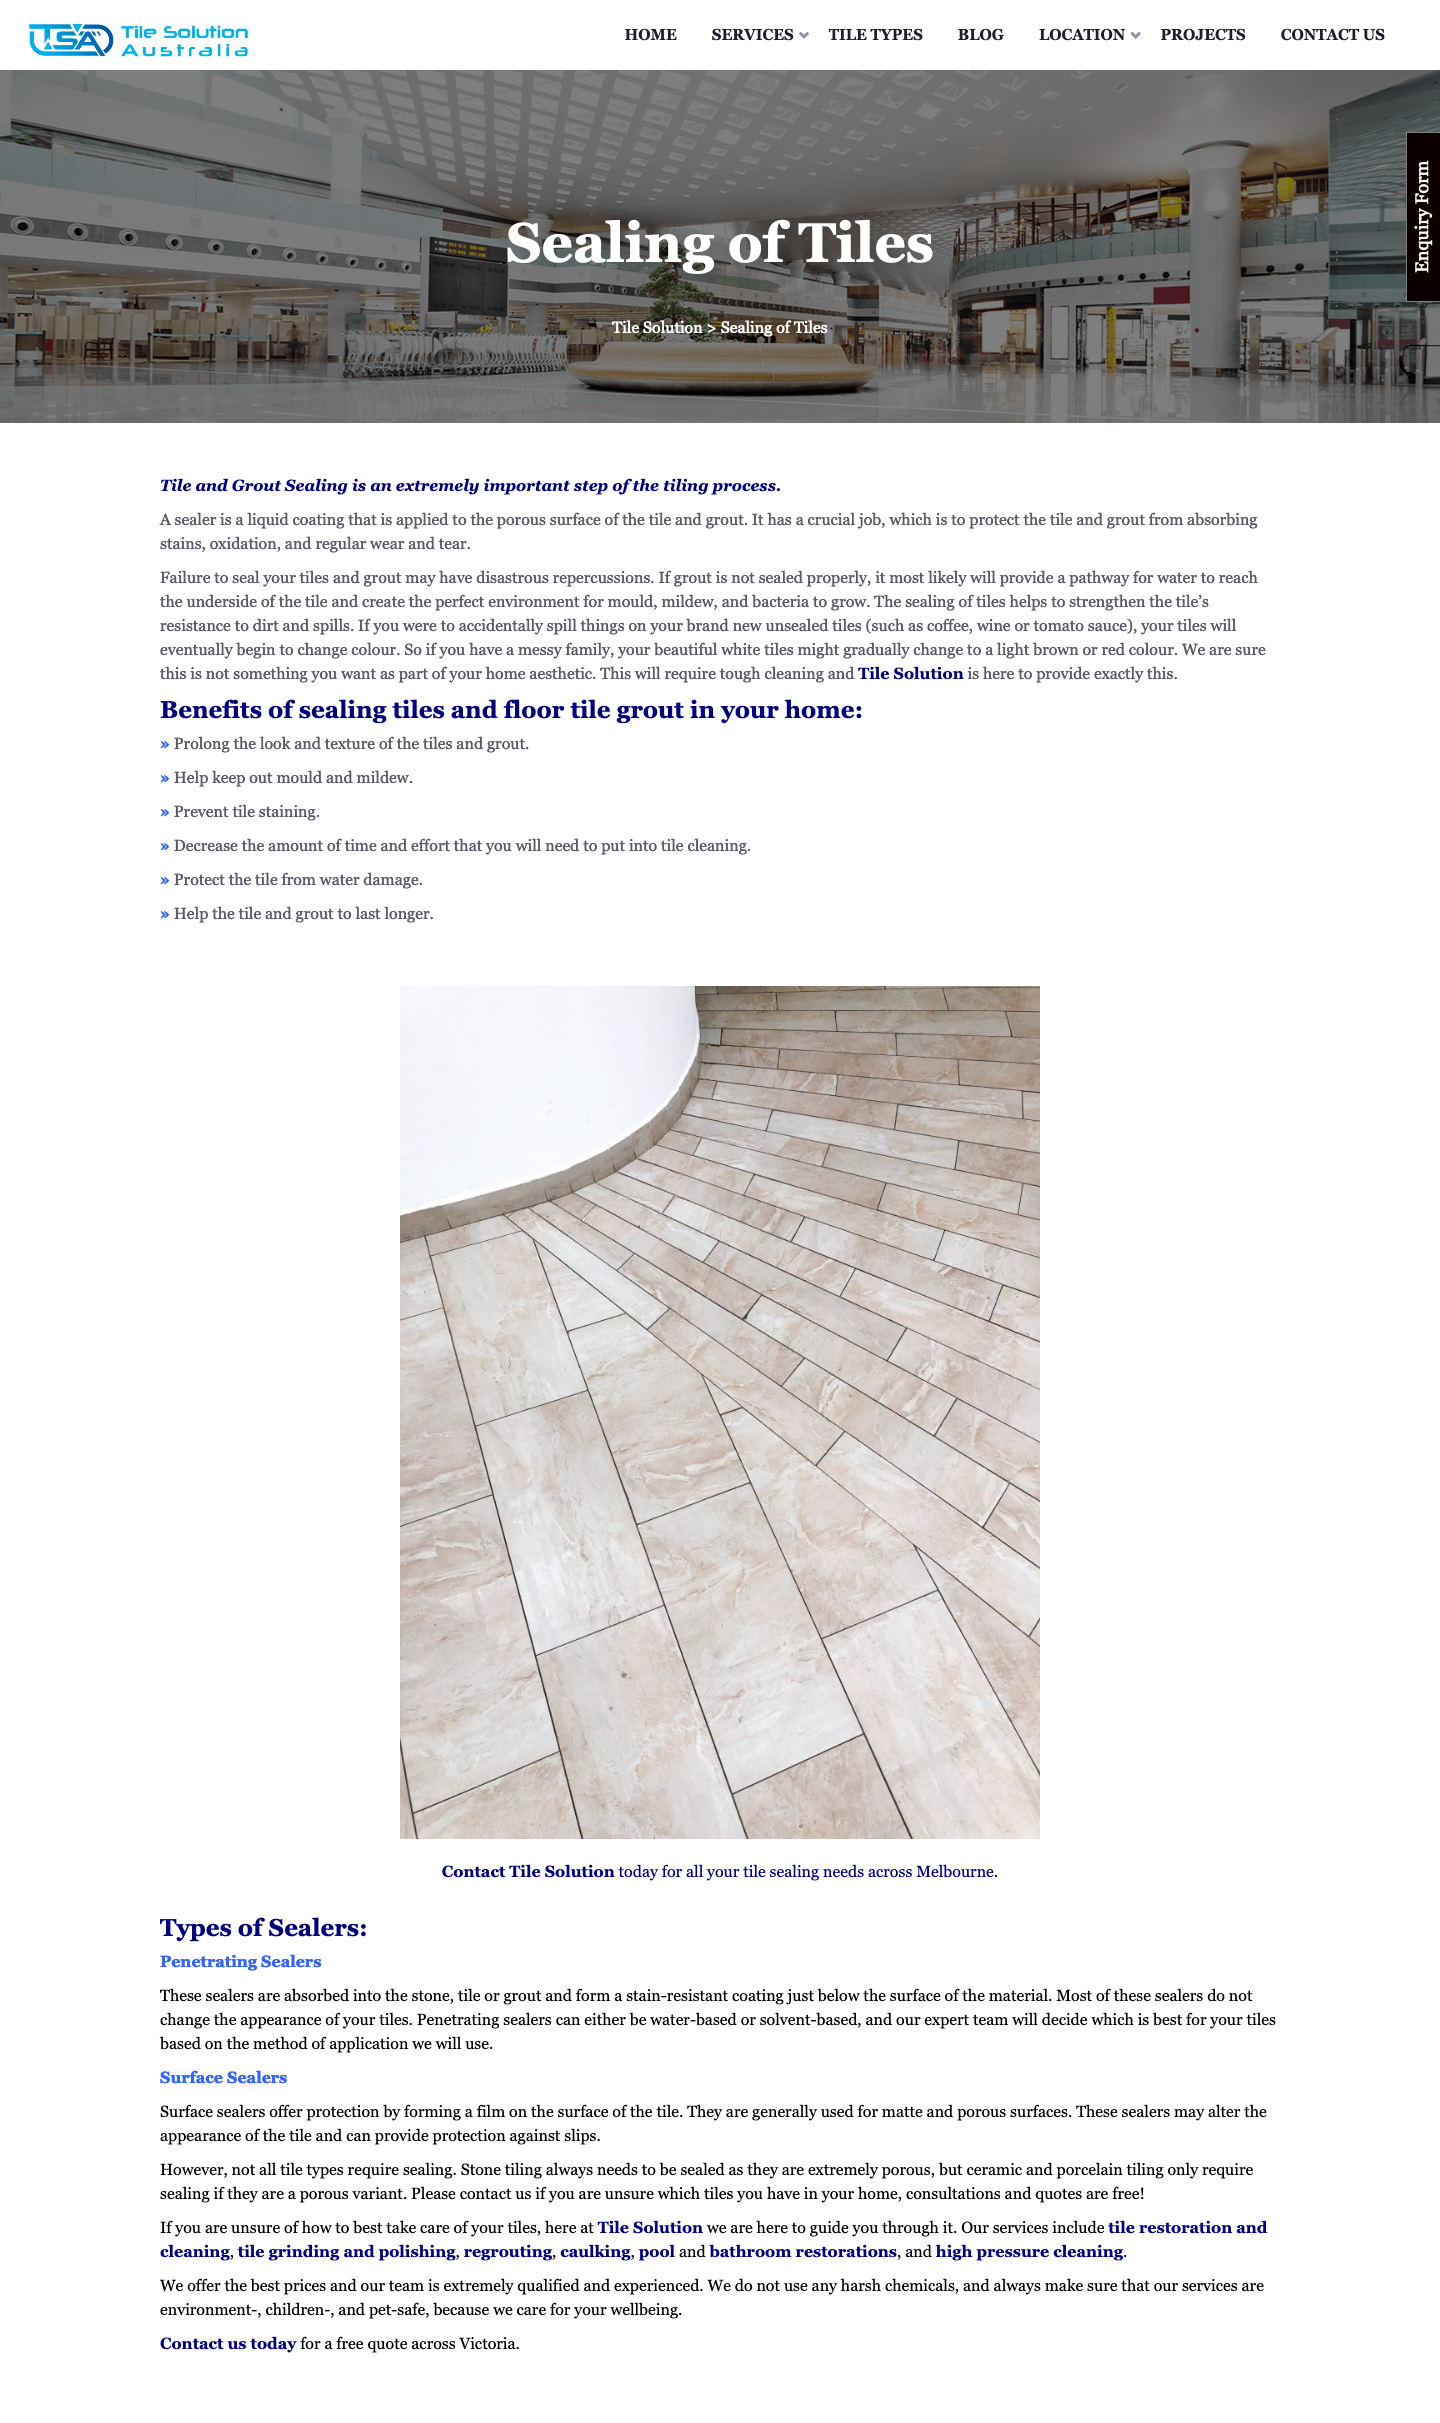 TSA Tile Solution
Australia
HOME SERVICES TILE TYPES BLOG LOCATION PROJECTS CONTACT US
Enquiry Form
Sealing of Tiles
Tile Solution > Sealing of Tiles
Tile and Grout Sealing is an extremely important step of the tiling process.
A sealer is a liquid coating that is applied to the porous surface of the tile and grout. It has a crucial job, which is to protect the tile and grout from absorbing
stains, oxidation, and regular wear and tear.
Failure to seal your tiles and grout may have disastrous repercussions. If grout is not sealed properly, it most likely will provide a pathway for water to reach
the underside of the tile and create the perfect environment for mould, mildew, and bacteria to grow. The sealing of tiles helps to strengthen the tile’s
resistance to dirt and spills. If you were to accidentally spill things on your brand new unsealed tiles (such as coffee, wine or tomato sauce), your tiles will
eventually begin to change colour. So if you have a messy family, your beautiful white tiles might gradually change to a light brown or red colour. We are sure
this is not something you want as part of your home aesthetic. This will require tough cleaning and Tile Solution is here to provide exactly this.
Benefits of sealing tiles and floor tile grout in your home:
» Prolong the look and texture of the tiles and grout.
» Help keep out mould and mildew.
» Prevent tile staining.
» Decrease the amount of time and effort that you will need to put into tile cleaning.
» Protect the tile from water damage.
» Help the tile and grout to last longer.
Contact Tile Solution today for all your tile sealing needs across Melbourne.
Types of Sealers:
Penetrating Sealers
These sealers are absorbed into the stone, tile or grout and form a stain-resistant coating just below the surface of the material. Most of these sealers do not
change the appearance of your tiles. Penetrating sealers can either be water-based or solvent-based, and our expert team will decide which is best for your tiles
based on the method of application we will use.
Surface Sealers
Surface sealers offer protection by forming a film on the surface of the tile. They are generally used for matte and porous surfaces. These sealers may alter the
appearance of the tile and can provide protection against slips.
However, not all tile types require sealing. Stone tiling always needs to be sealed as they are extremely porous, but ceramic and porcelain tiling only require
sealing if they are a porous variant. Please contact us if you are unsure which tiles you have in your home, consultations and quotes are free!
If you are unsure of how to best take care of your tiles, here at Tile Solution we are here to guide you through it. Our services include tile restoration and
cleaning, tile grinding and polishing, regrouting, caulking, pool and bathroom restorations, and high pressure cleaning.
We offer the best prices and our team is extremely qualified and experienced. We do not use any harsh chemicals, and always make sure that our services are
environment-, children-, and pet-safe, because we care for your wellbeing.
Contact us today for a free quote across Victoria.